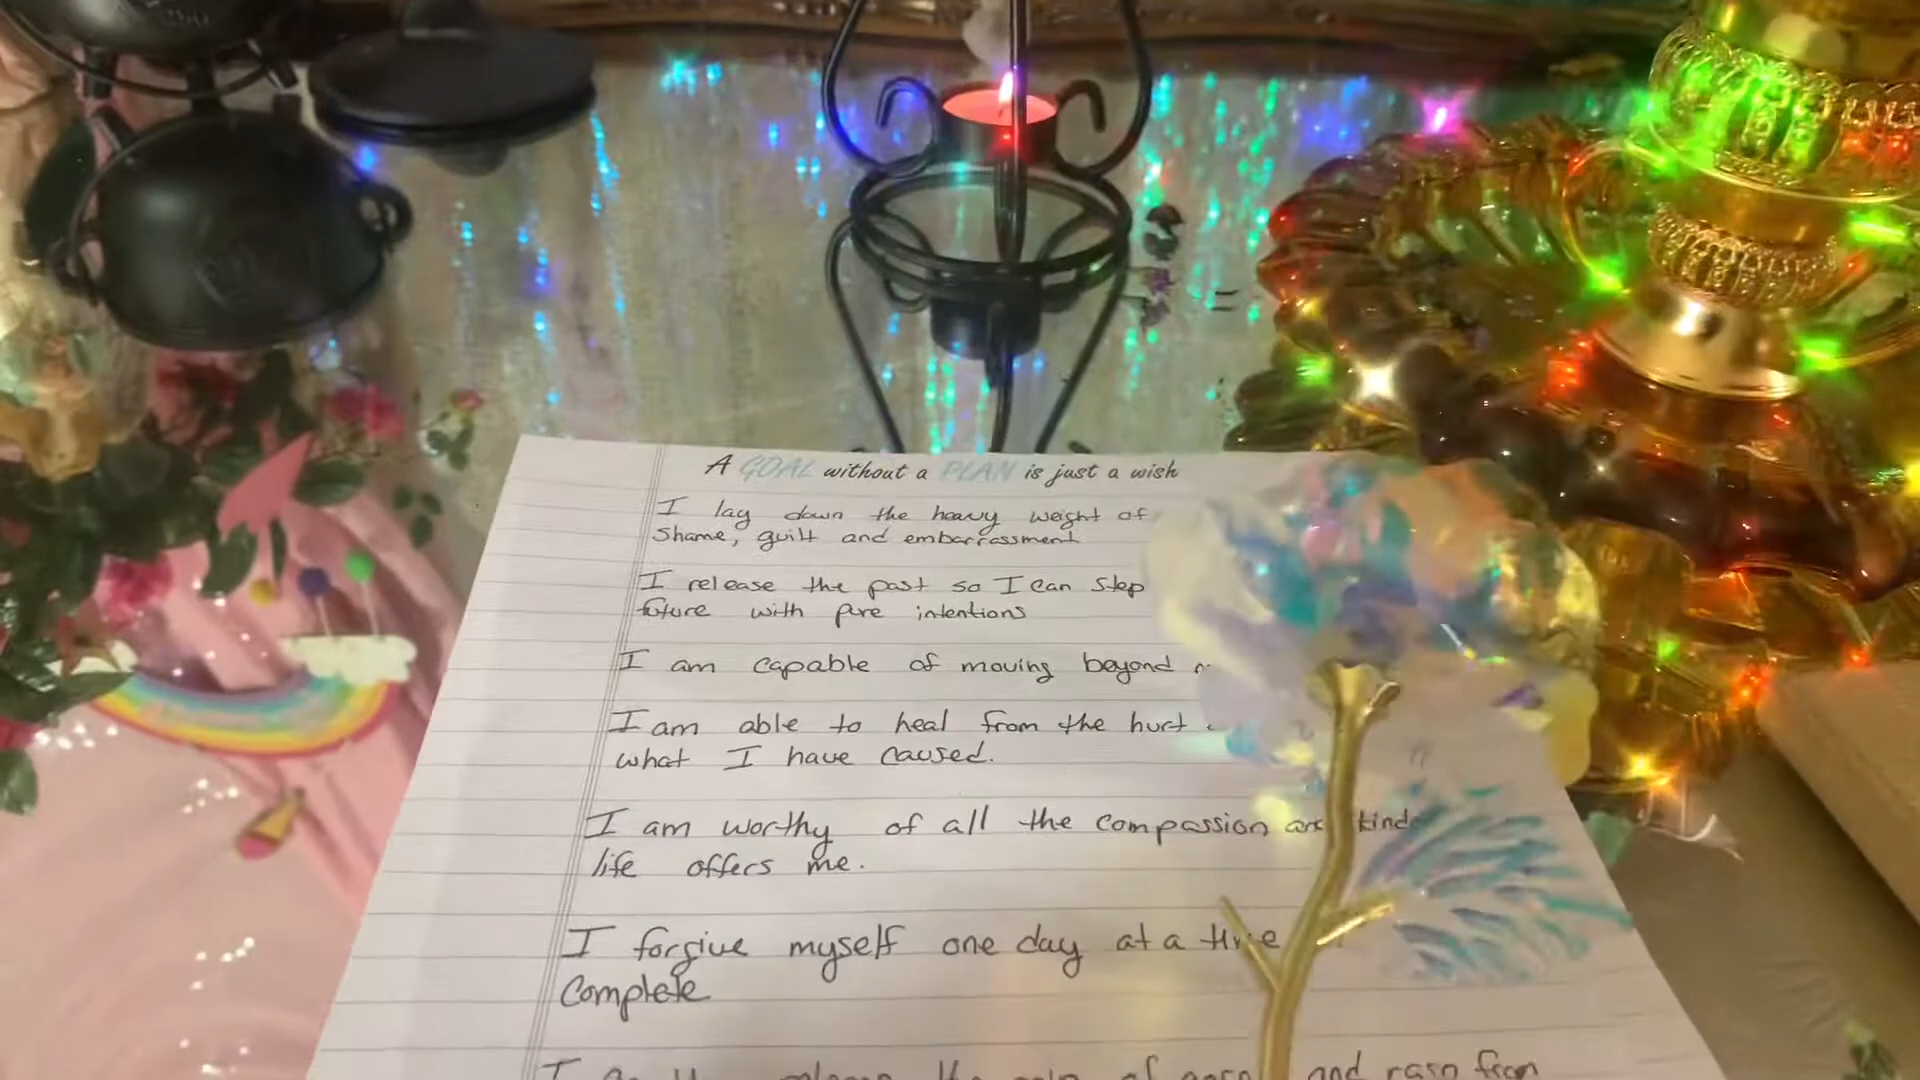 A GOAL without a PLAN is just a wish
I lay down the heavy weight of
Shame, guilt and embarrassment
I release the past so I can step
future with pure intentions
I am capable of moving beyond
I am able to heal from the hurt
what I have caused.
I am worthy of all the compassion and kind
life offers me.
I forgive myself one day at a time
Complete
I and from